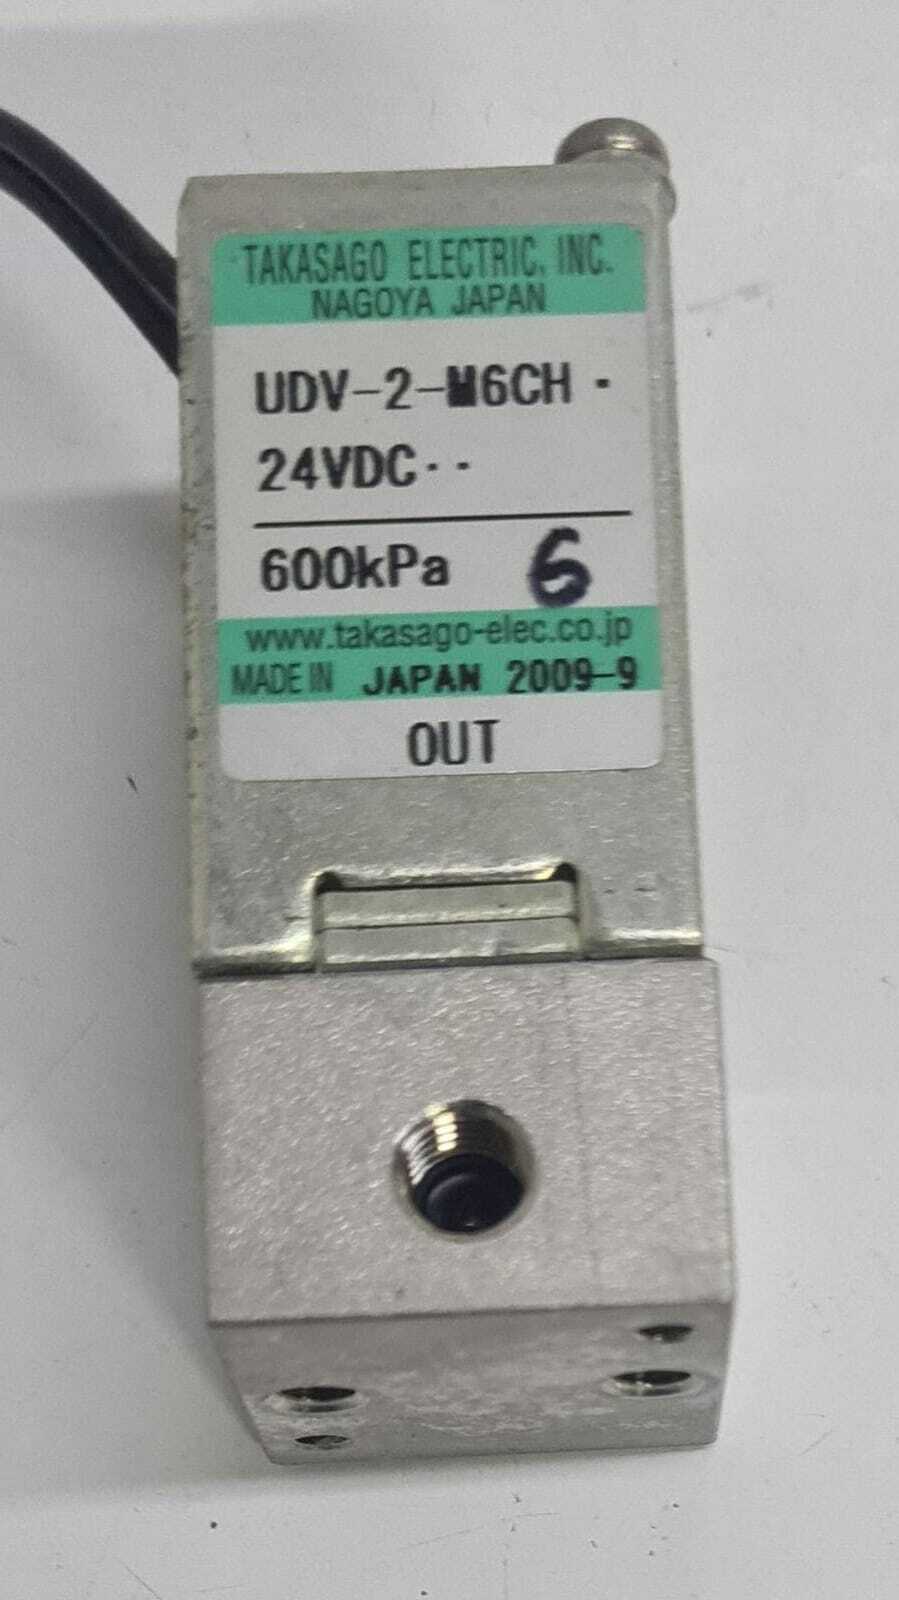 TAKASAGO ELECTRIC, INC.
NAGOYA JAPAN
UDV-2-M6CH ·
24VDC··
600kPa 6
www.takasago-elec.co.jp
MADE IN JAPAN 2009-9
OUT